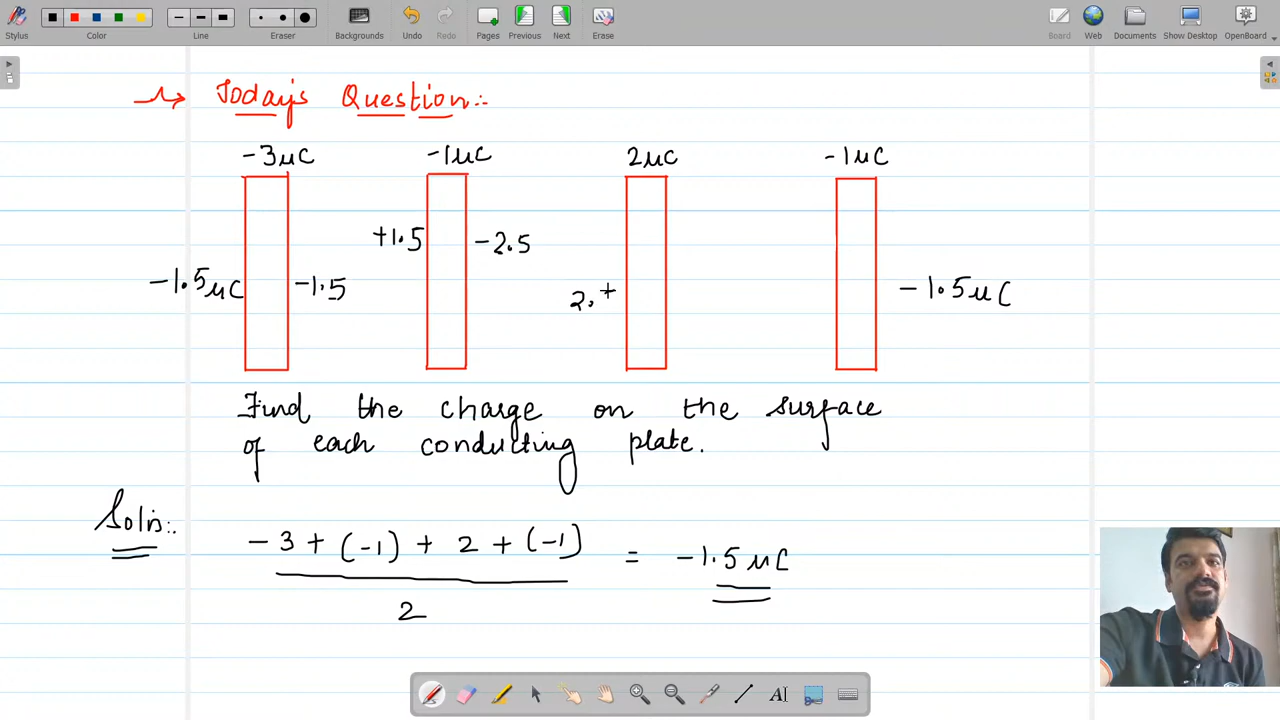 Stylus Color Line Eraser Backgrounds Undo Redo Pages Previous Next Erase Board Web Documents Show Desktop OpenBoard
Today's Question:-
-3μC -1μC 2μC -1μC
+1.5 -2.5
-1.5μC -1.5 2.+ -1.5μC
Find the charge on the surface
of each conducting plate.
Soln:-
-3 + (-1) + 2 + (-1) = -1.5μC
2